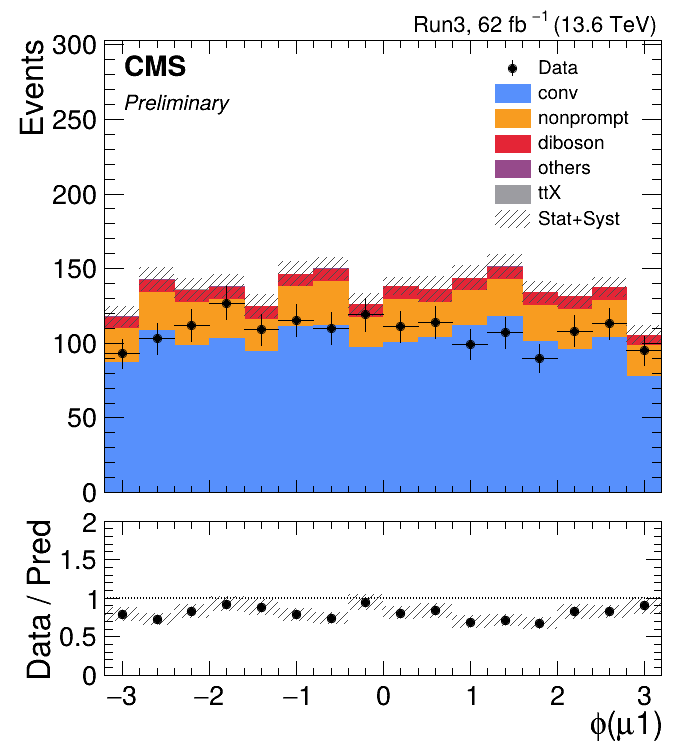 Run3, 62 fb⁻¹ (13.6 TeV)
CMS
Preliminary
Events
300
250
200
150
100
50
0
Data
conv
nonprompt
diboson
others
ttX
Stat+Syst
Data / Pred
2
1.5
1
0.5
0
−3 −2 −1 0 1 2 3
ϕ(μ1)